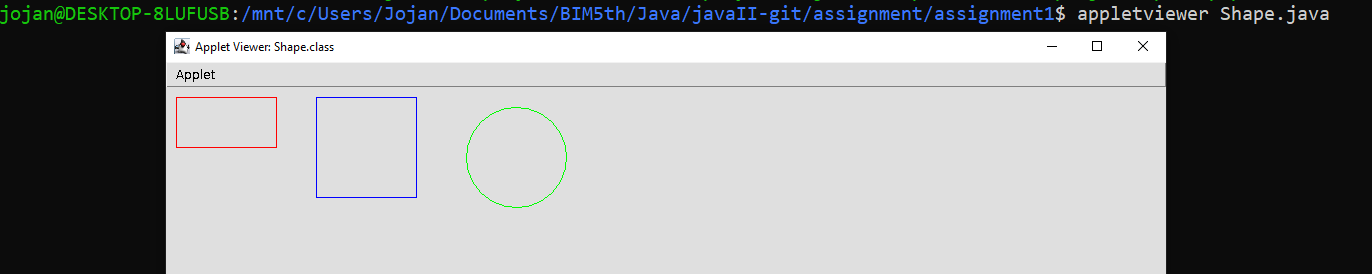 jojan@DESKTOP-8LUFUSB:/mnt/c/Users/Jojan/Documents/BIM5th/Java/javaII-git/assignment/assignment1$ appletviewer Shape.java
Applet Viewer: Shape.class
Applet